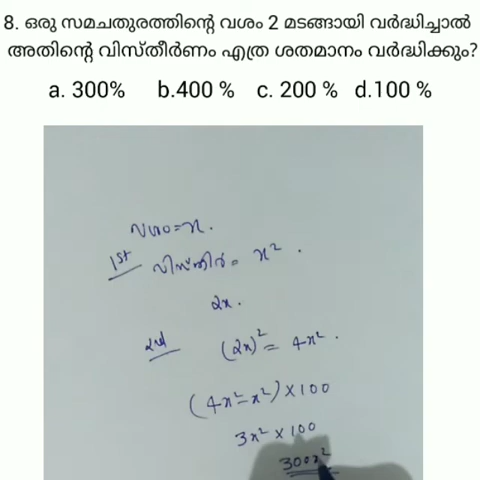 8. ഒരു സമചതുരത്തിന്റെ വശം 2 മടങ്ങായി വർദ്ധിച്ചാൽ
അതിന്റെ വിസ്തീർണം എത്ര ശതമാനം വർദ്ധിക്കും?
a. 300% b.400 % c. 200 % d.100 %
വശം = x.
1st വിസ്തീർ = x² .
2x.
2nd (2x)² = 4x² .
(4x² - x²) × 100
3x² × 100
300x²